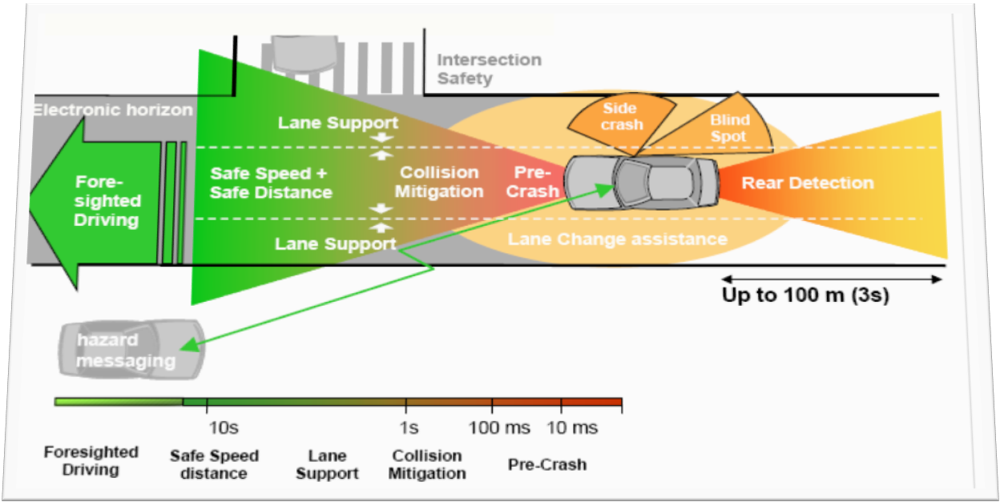 Intersection
Safety
Electronic horizon
Lane Support
Side
crash
Blind
Spot
Fore-
sighted
Driving
Safe Speed +
Safe Distance
Collision
Mitigation
Pre-
Crash
Rear Detection
Lane Support
Lane Change assistance
Up to 100 m (3s)
hazard
messaging
10s
1s
100 ms
10 ms
Foresighted
Driving
Safe Speed
distance
Lane
Support
Collision
Mitigation
Pre-Crash